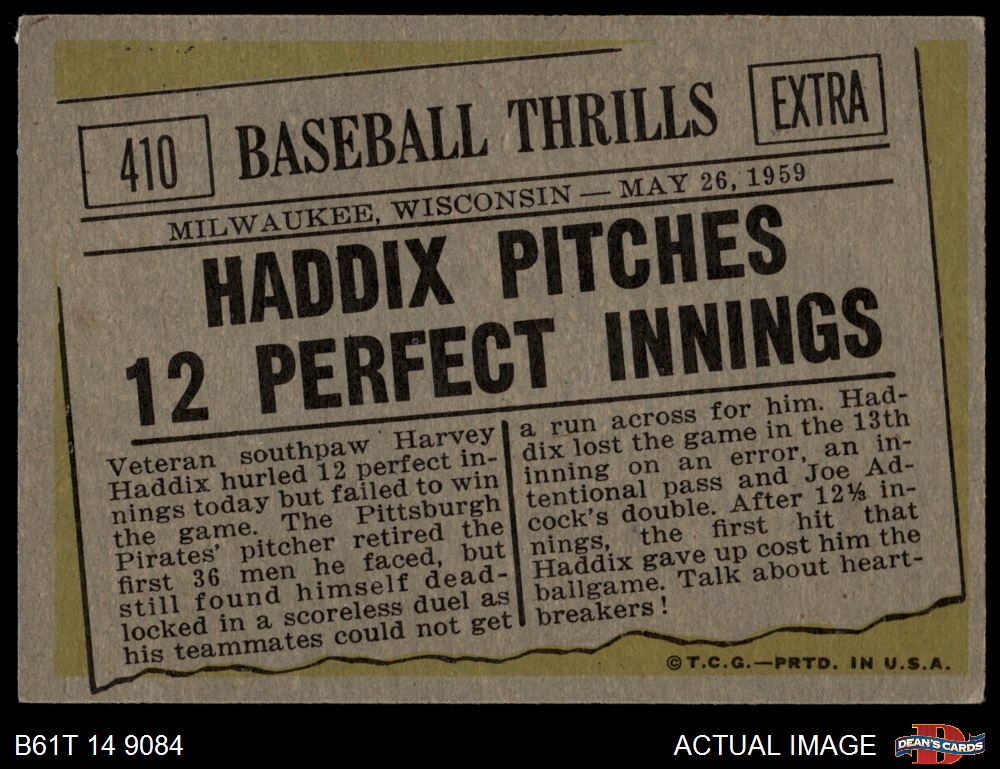 410
BASEBALL THRILLS
EXTRA
MILWAUKEE, WISCONSIN — MAY 26, 1959
HADDIX PITCHES
12 PERFECT INNINGS
Veteran southpaw Harvey
Haddix hurled 12 perfect in-
nings today but failed to win
the game. The Pittsburgh
Pirates' pitcher retired the
first 36 men he faced, but
still found himself dead-
locked in a scoreless duel as
his teammates could not get
a run across for him. Had-
dix lost the game in the 13th
inning on an error, an in-
tentional pass and Joe Ad-
cock's double. After 12⅓ in-
nings, the first hit that
Haddix gave up cost him the
ballgame. Talk about heart-
breakers!
©T.C.G.—PRTD. IN U.S.A.
B61T 14 9084
ACTUAL IMAGE
DEAN'S CARDS